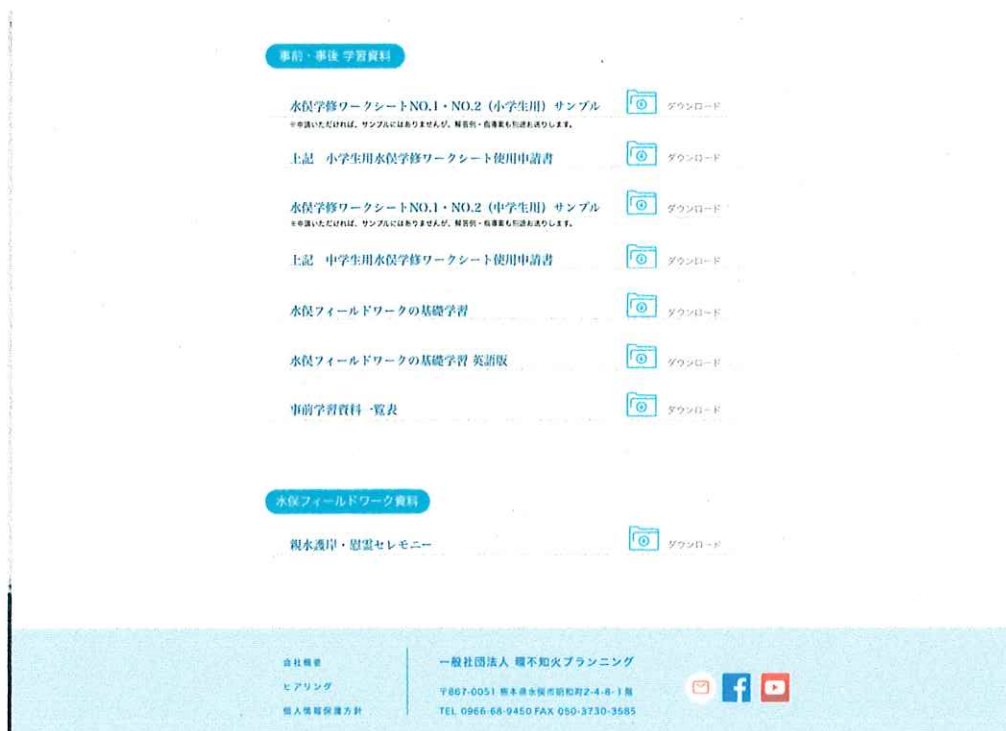 事前・事後 学習資料
水俣学修ワークシートNO.1・NO.2（小学生用）サンプル
ダウンロード
※申請いただければ、サンプルにはありませんが、解答例・指導案も別途お送りします。
上記　小学生用水俣学修ワークシート使用申請書
ダウンロード
水俣学修ワークシートNO.1・NO.2（中学生用）サンプル
ダウンロード
※申請いただければ、サンプルにはありませんが、解答例・指導案も別途お送りします。
上記　中学生用水俣学修ワークシート使用申請書
ダウンロード
水俣フィールドワークの基礎学習
ダウンロード
水俣フィールドワークの基礎学習 英語版
ダウンロード
事前学習資料一覧表
ダウンロード
水俣フィールドワーク資料
親水護岸・慰霊セレモニー
ダウンロード
会社概要
ヒアリング
個人情報保護方針
一般社団法人 環不知火プランニング
〒867-0051 熊本県水俣市昭和町2-4-8-1階
TEL 0966-68-9450 FAX 050-3730-3585